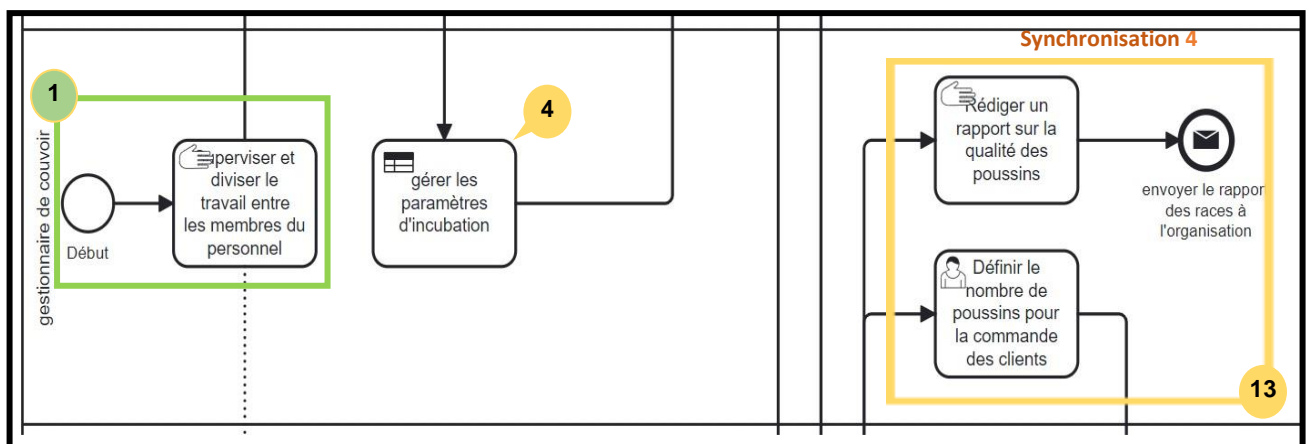 Synchronisation 4
1
gestionnaire de couvoir
Début
perviser et
diviser le
travail entre
les membres du
personnel
4
gérer les
paramètres
d'incubation
Rédiger un
rapport sur la
qualité des
poussins
envoyer le rappor
des races à
l'organisation
Définir le
nombre de
poussins pour
la commande
des clients
13